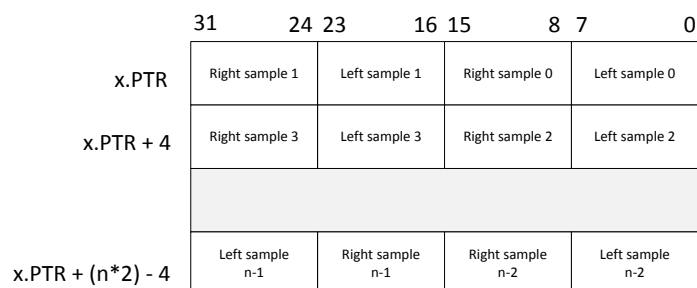 31 24 23 16 15 8 7 0
x.PTR Right sample 1 Left sample 1 Right sample 0 Left sample 0
x.PTR + 4 Right sample 3 Left sample 3 Right sample 2 Left sample 2
x.PTR + (n*2) - 4 Left sample Right sample Right sample Left sample
n-1 n-1 n-2 n-2